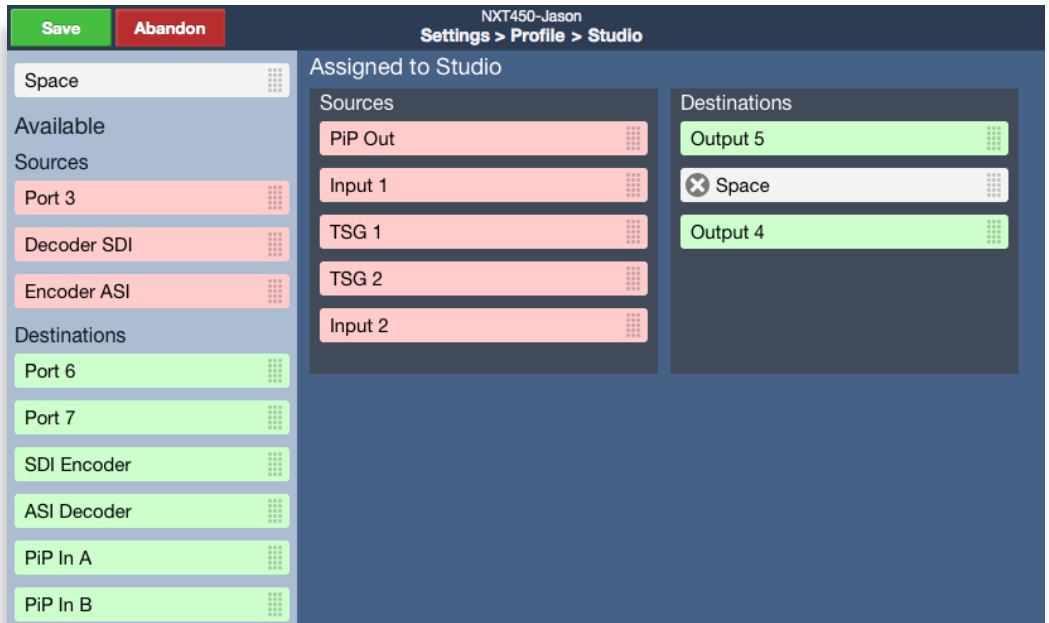 Save
Abandon
NXT450-Jason
Settings > Profile > Studio
Space
Available
Sources
Port 3
Decoder SDI
Encoder ASI
Destinations
Port 6
Port 7
SDI Encoder
ASI Decoder
PiP In A
PiP In B
Assigned to Studio
Sources
PiP Out
Input 1
TSG 1
TSG 2
Input 2
Destinations
Output 5
Space
Output 4